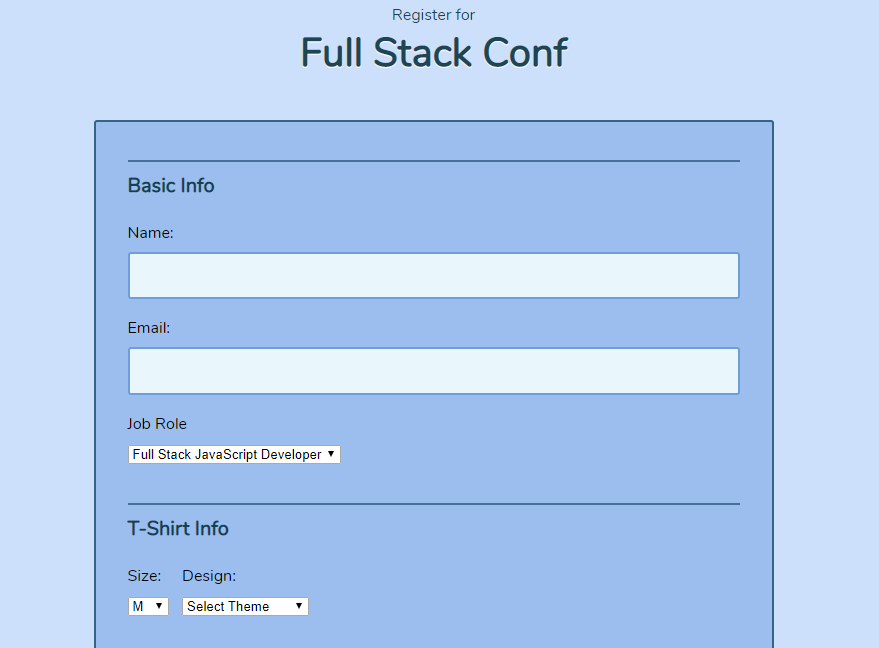 Register for
Full Stack Conf
Basic Info
Name:
Email:
Job Role
Full Stack JavaScript Developer
T-Shirt Info
Size: Design:
M Select Theme